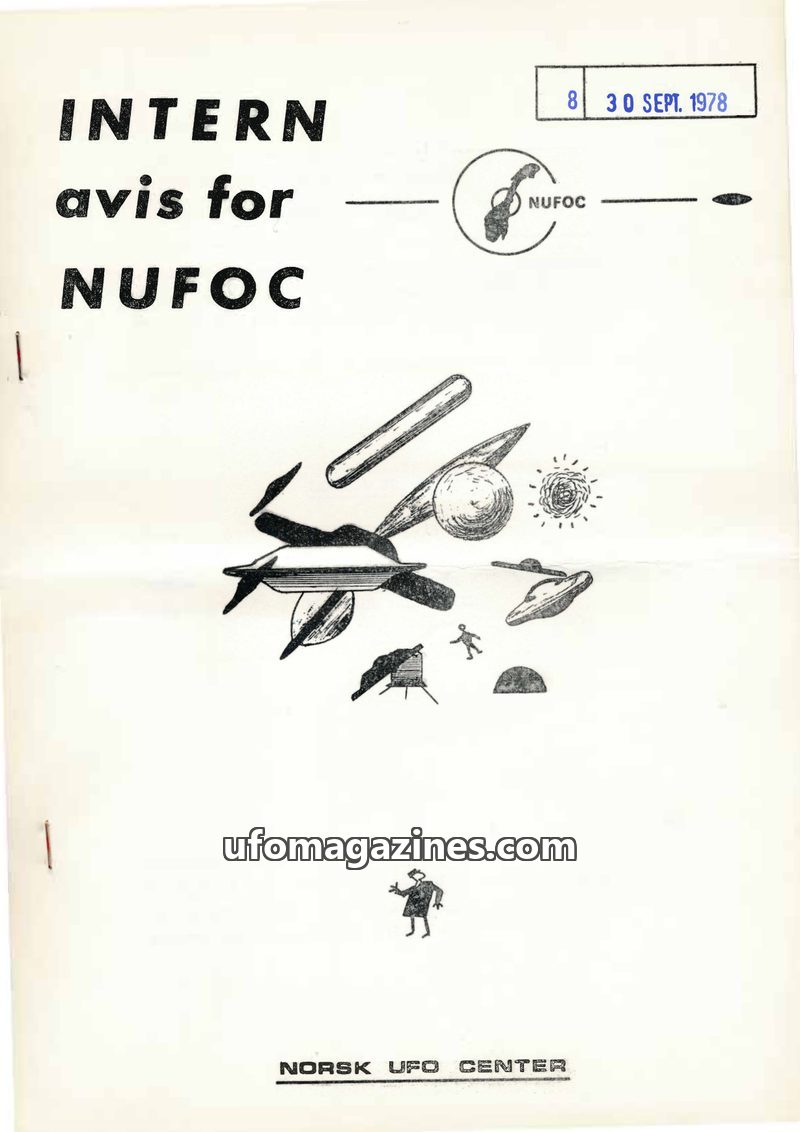 INTERN
avis for
NUFOC
8 30 SEPT. 1978
NUFOC
ufomagazines.com
NORSK UFO CENTER